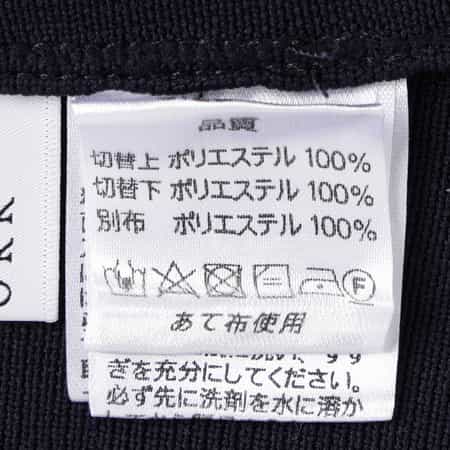 品質
切替上 ポリエステル 100%
切替下 ポリエステル 100%
別布 ポリエステル 100%
F
あて布使用
ぎを充分にしてください。
必ず先に洗剤を水に溶か
ORK